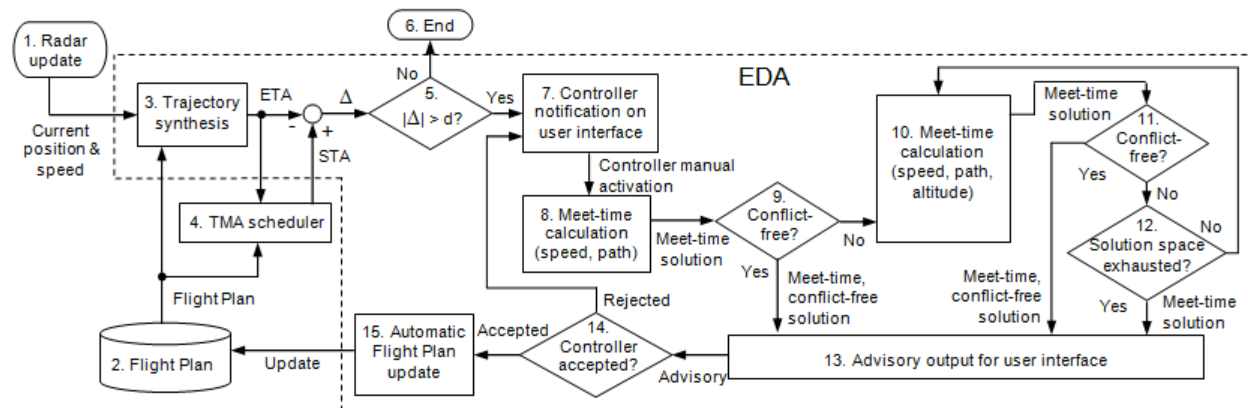 6. End
1. Radar
update
EDA
No
ETA
Δ
5.
|Δ| > d?
Yes
7. Controller
notification on
user interface
Meet-time
solution
3. Trajectory
synthesis
-
+
STA
Current
position &
speed
11.
Conflict-
free?
10. Meet-time
calculation
(speed, path,
altitude)
Controller manual
activation
Yes
No
4. TMA scheduler
8. Meet-time
calculation
(speed, path)
Meet-time
solution
9.
Conflict-
free?
No
12.
Solution space
exhausted?
No
Yes
Flight Plan
Meet-time,
conflict-free
solution
Meet-time,
conflict-free
solution
Yes
Meet-time
solution
Rejected
2. Flight Plan
Update
15. Automatic
Flight Plan
update
Accepted
14.
Controller
accepted?
Advisory
13. Advisory output for user interface